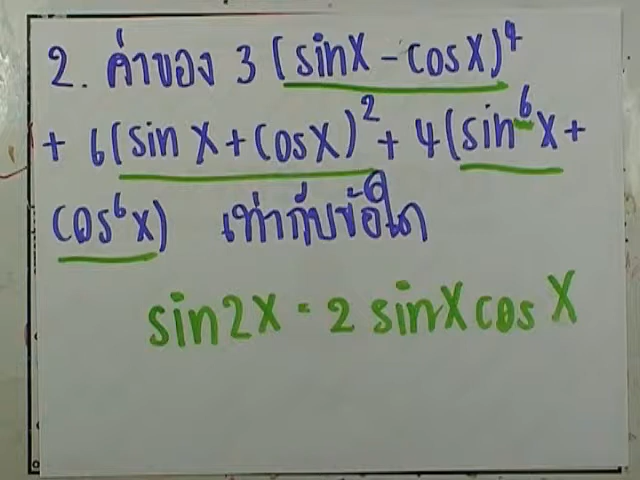 2. ค่าของ 3 (sinX - cosX)⁴
+ 6(sin X + cosX)² + 4(sin⁶X +
cos⁶x) เท่ากับข้อใด
sin2X = 2 sinX cos X